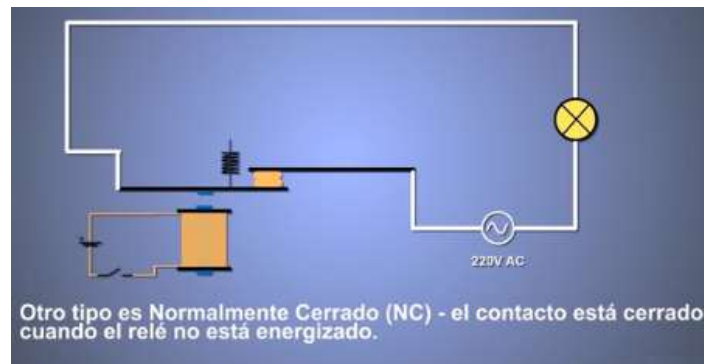 220V AC
Otro tipo es Normalmente Cerrado (NC) - el contacto está cerrado
cuando el relé no está energizado.